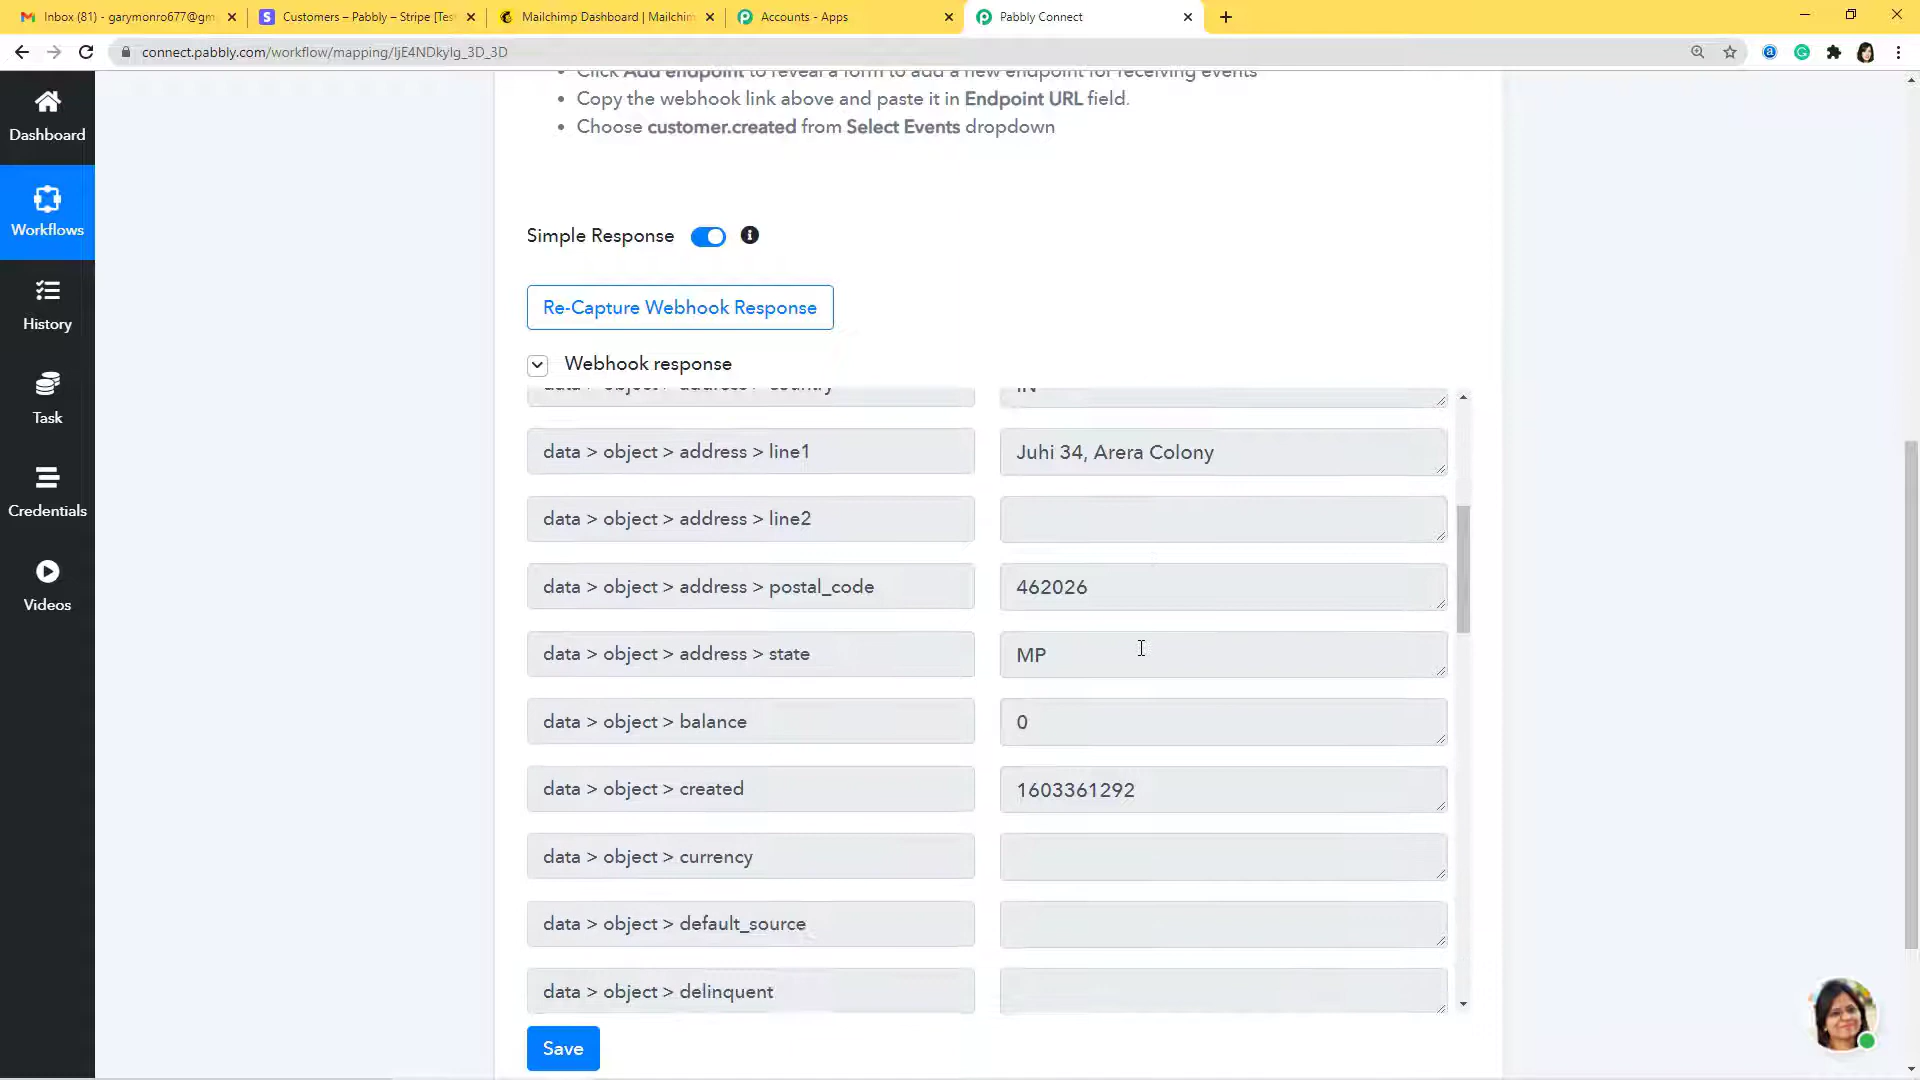 Inbox (81) - garymonro677@gm
Customers – Pabbly – Stripe [Tes
Mailchimp Dashboard | Mailchim
Accounts - Apps
Pabbly Connect
connect.pabbly.com/workflow/mapping/IjE4NDkyIg_3D_3D
Dashboard
Workflows
History
Task
Credentials
Videos
Click Add endpoint to reveal a form to add a new endpoint for receiving events
Copy the webhook link above and paste it in Endpoint URL field.
Choose customer.created from Select Events dropdown
Simple Response
Re-Capture Webhook Response
Webhook response
data > object > address > country IN
data > object > address > line1 Juhi 34, Arera Colony
data > object > address > line2
data > object > address > postal_code 462026
data > object > address > state MP
data > object > balance 0
data > object > created 1603361292
data > object > currency
data > object > default_source
data > object > delinquent
Save